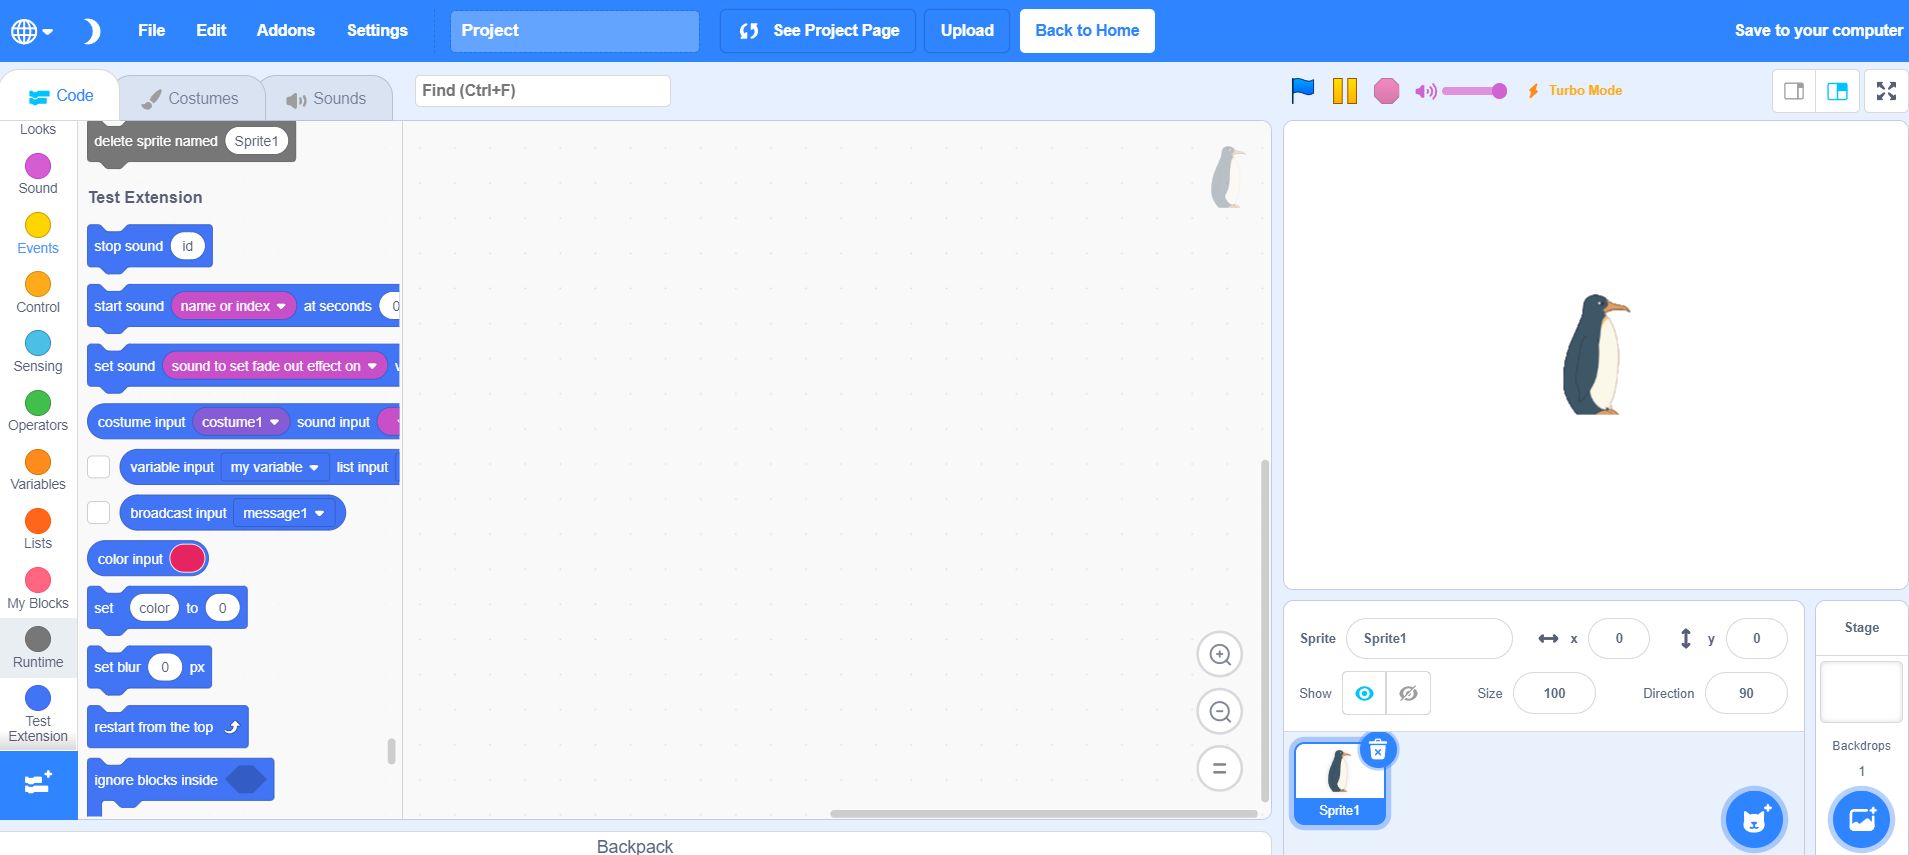 File Edit Addons Settings Project See Project Page Upload Back to Home Save to your computer
Code Costumes Sounds Find (Ctrl+F) Turbo Mode
Looks
Sound
Events
Control
Sensing
Operators
Variables
Lists
My Blocks
Runtime
Test
Extension
delete sprite named Sprite1
Test Extension
stop sound id
start sound name or index at seconds 0
set sound sound to set fade out effect on
costume input costume1 sound input
variable input my variable list input
broadcast input message1
color input
set color to 0
set blur 0 px
restart from the top
ignore blocks inside
Sprite Sprite1 x 0 y 0
Show Size 100 Direction 90
Sprite1
Stage
Backdrops
1
Backpack